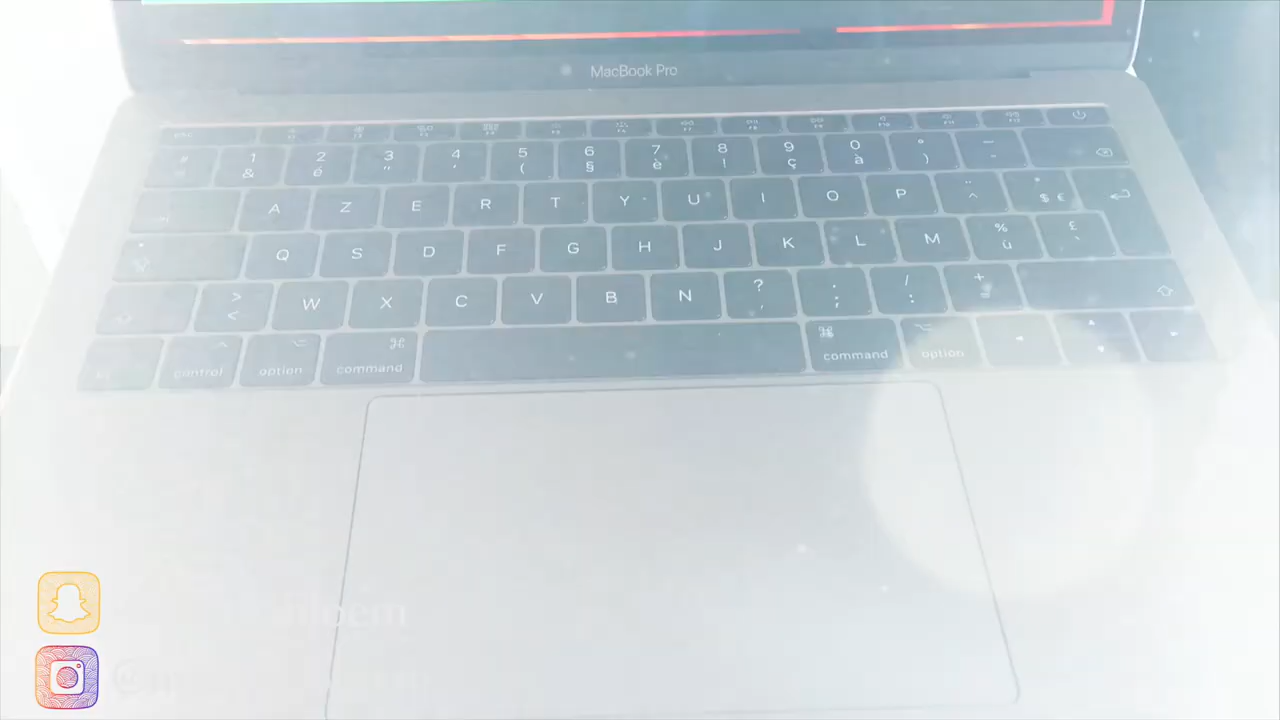 MacBook Pro
1 2 3 4 5 6 7 8 9 0 °
& é " ' ( § è ! ç à ) -
A Z E R T Y U I O P ¨ ^ * $ €
Q S D F G H J K L M % ù £ `
> < W X C V B N ? , . ; / : + =
control option command command option